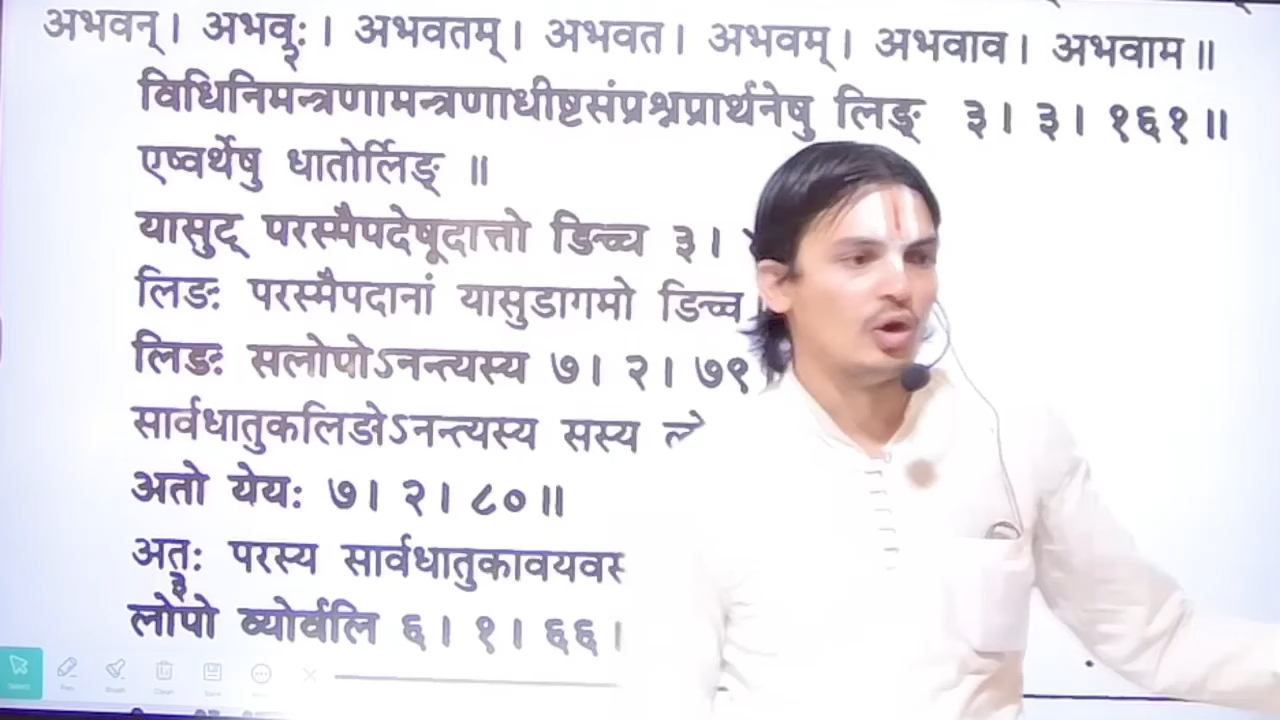 अभवन्। अभवः२। अभवतम्। अभवत। अभवम्। अभवाव। अभवाम॥
विधिनिमन्त्रणामन्त्रणाधीष्टसंप्रश्नप्रार्थनेषु लिङ् ३। ३। १६१॥
एष्वर्थेषु धातोर्लिङ् ॥
यासुट् परस्मैपदेषूदात्तो ङिच्च ३।
लिङः परस्मैपदानां यासुडागमो ङिच्च
लिङः सलोपोऽनन्त्यस्य ७। २। ७९
सार्वधातुकलिङोऽनन्त्यस्य सस्य
अतो येयः ७। २। ८०॥
अतः३ परस्य
लोपो व्योर्वलि ६। १। ६६।